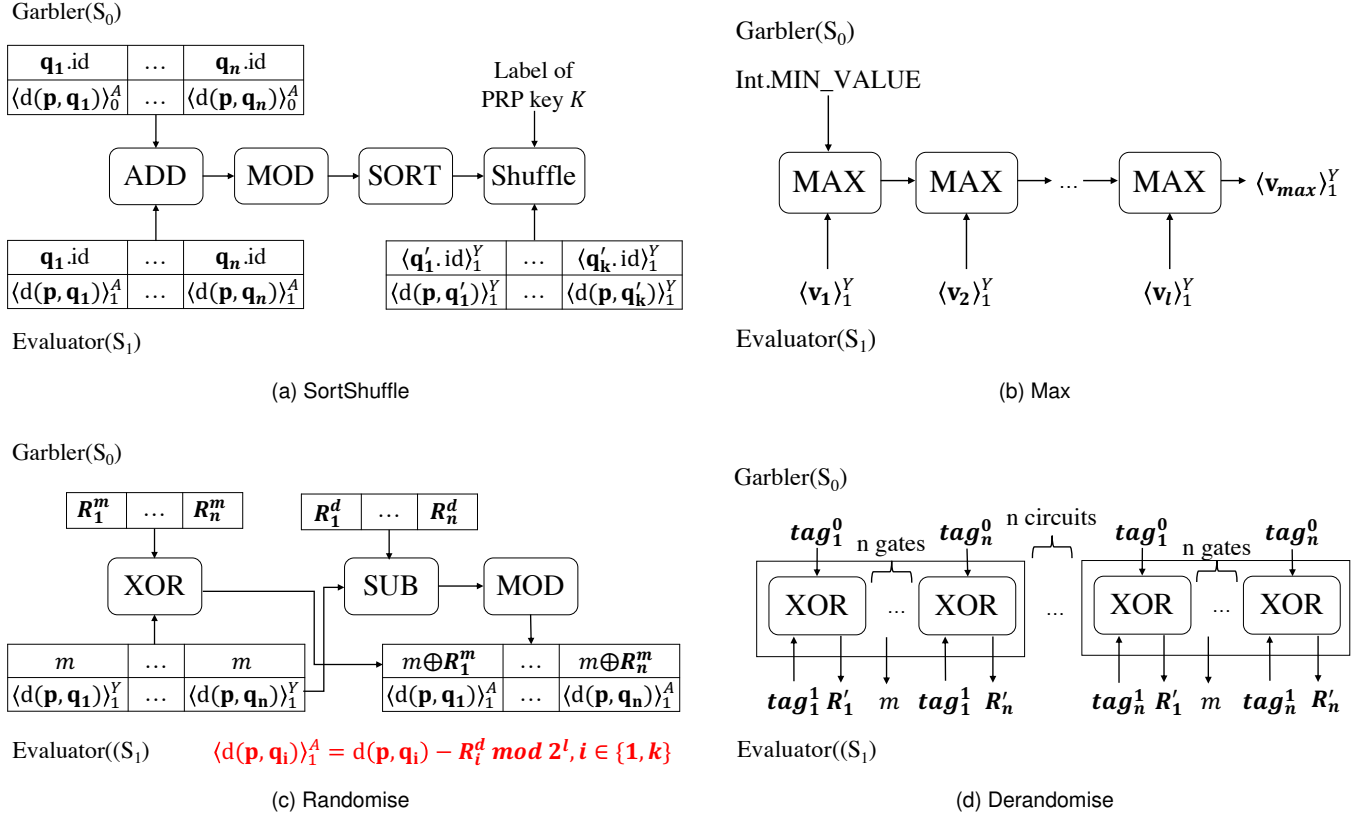 Garbler(S₀)
𝐪₁.id … 𝐪ₙ.id
⟨d(𝐩, 𝐪₁)⟩₀ᴬ … ⟨d(𝐩, 𝐪ₙ)⟩₀ᴬ
Label of
PRP key K
ADD MOD SORT Shuffle
𝐪₁.id … 𝐪ₙ.id
⟨d(𝐩, 𝐪₁)⟩₁ᴬ … ⟨d(𝐩, 𝐪ₙ)⟩₁ᴬ
⟨𝐪′₁.id⟩₁ʸ … ⟨𝐪′ₖ.id⟩₁ʸ
⟨d(𝐩, 𝐪′₁)⟩₁ʸ … ⟨d(𝐩, 𝐪′ₖ)⟩₁ʸ
Evaluator(S₁)
(a) SortShuffle
Garbler(S₀)
Int.MIN_VALUE
MAX MAX … MAX ⟨𝐯ₘₐₓ⟩₁ʸ
⟨𝐯₁⟩₁ʸ ⟨𝐯₂⟩₁ʸ ⟨𝐯ₗ⟩₁ʸ
Evaluator(S₁)
(b) Max
Garbler(S₀)
R₁ᵐ … Rₙᵐ
R₁ᵈ … Rₙᵈ
XOR SUB MOD
m … m
⟨d(𝐩, 𝐪₁)⟩₁ʸ … ⟨d(𝐩, 𝐪ₙ)⟩₁ʸ
m⊕R₁ᵐ … m⊕Rₙᵐ
⟨d(𝐩, 𝐪₁)⟩₁ᴬ … ⟨d(𝐩, 𝐪ₙ)⟩₁ᴬ
Evaluator((S₁)
⟨d(𝐩, 𝐪ᵢ)⟩₁ᴬ = d(𝐩, 𝐪ᵢ) − Rᵢᵈ mod 2ˡ, i ∈ {1, k}
(c) Randomise
Garbler(S₀)
n circuits
tag₁⁰ n gates tagₙ⁰ tag₁⁰ n gates tagₙ⁰
XOR … XOR … XOR … XOR
tag₁¹ R′₁ m tag₁¹ R′ₙ tagₙ¹ R′₁ m tagₙ¹ R′ₙ
Evaluator(S₁)
(d) Derandomise